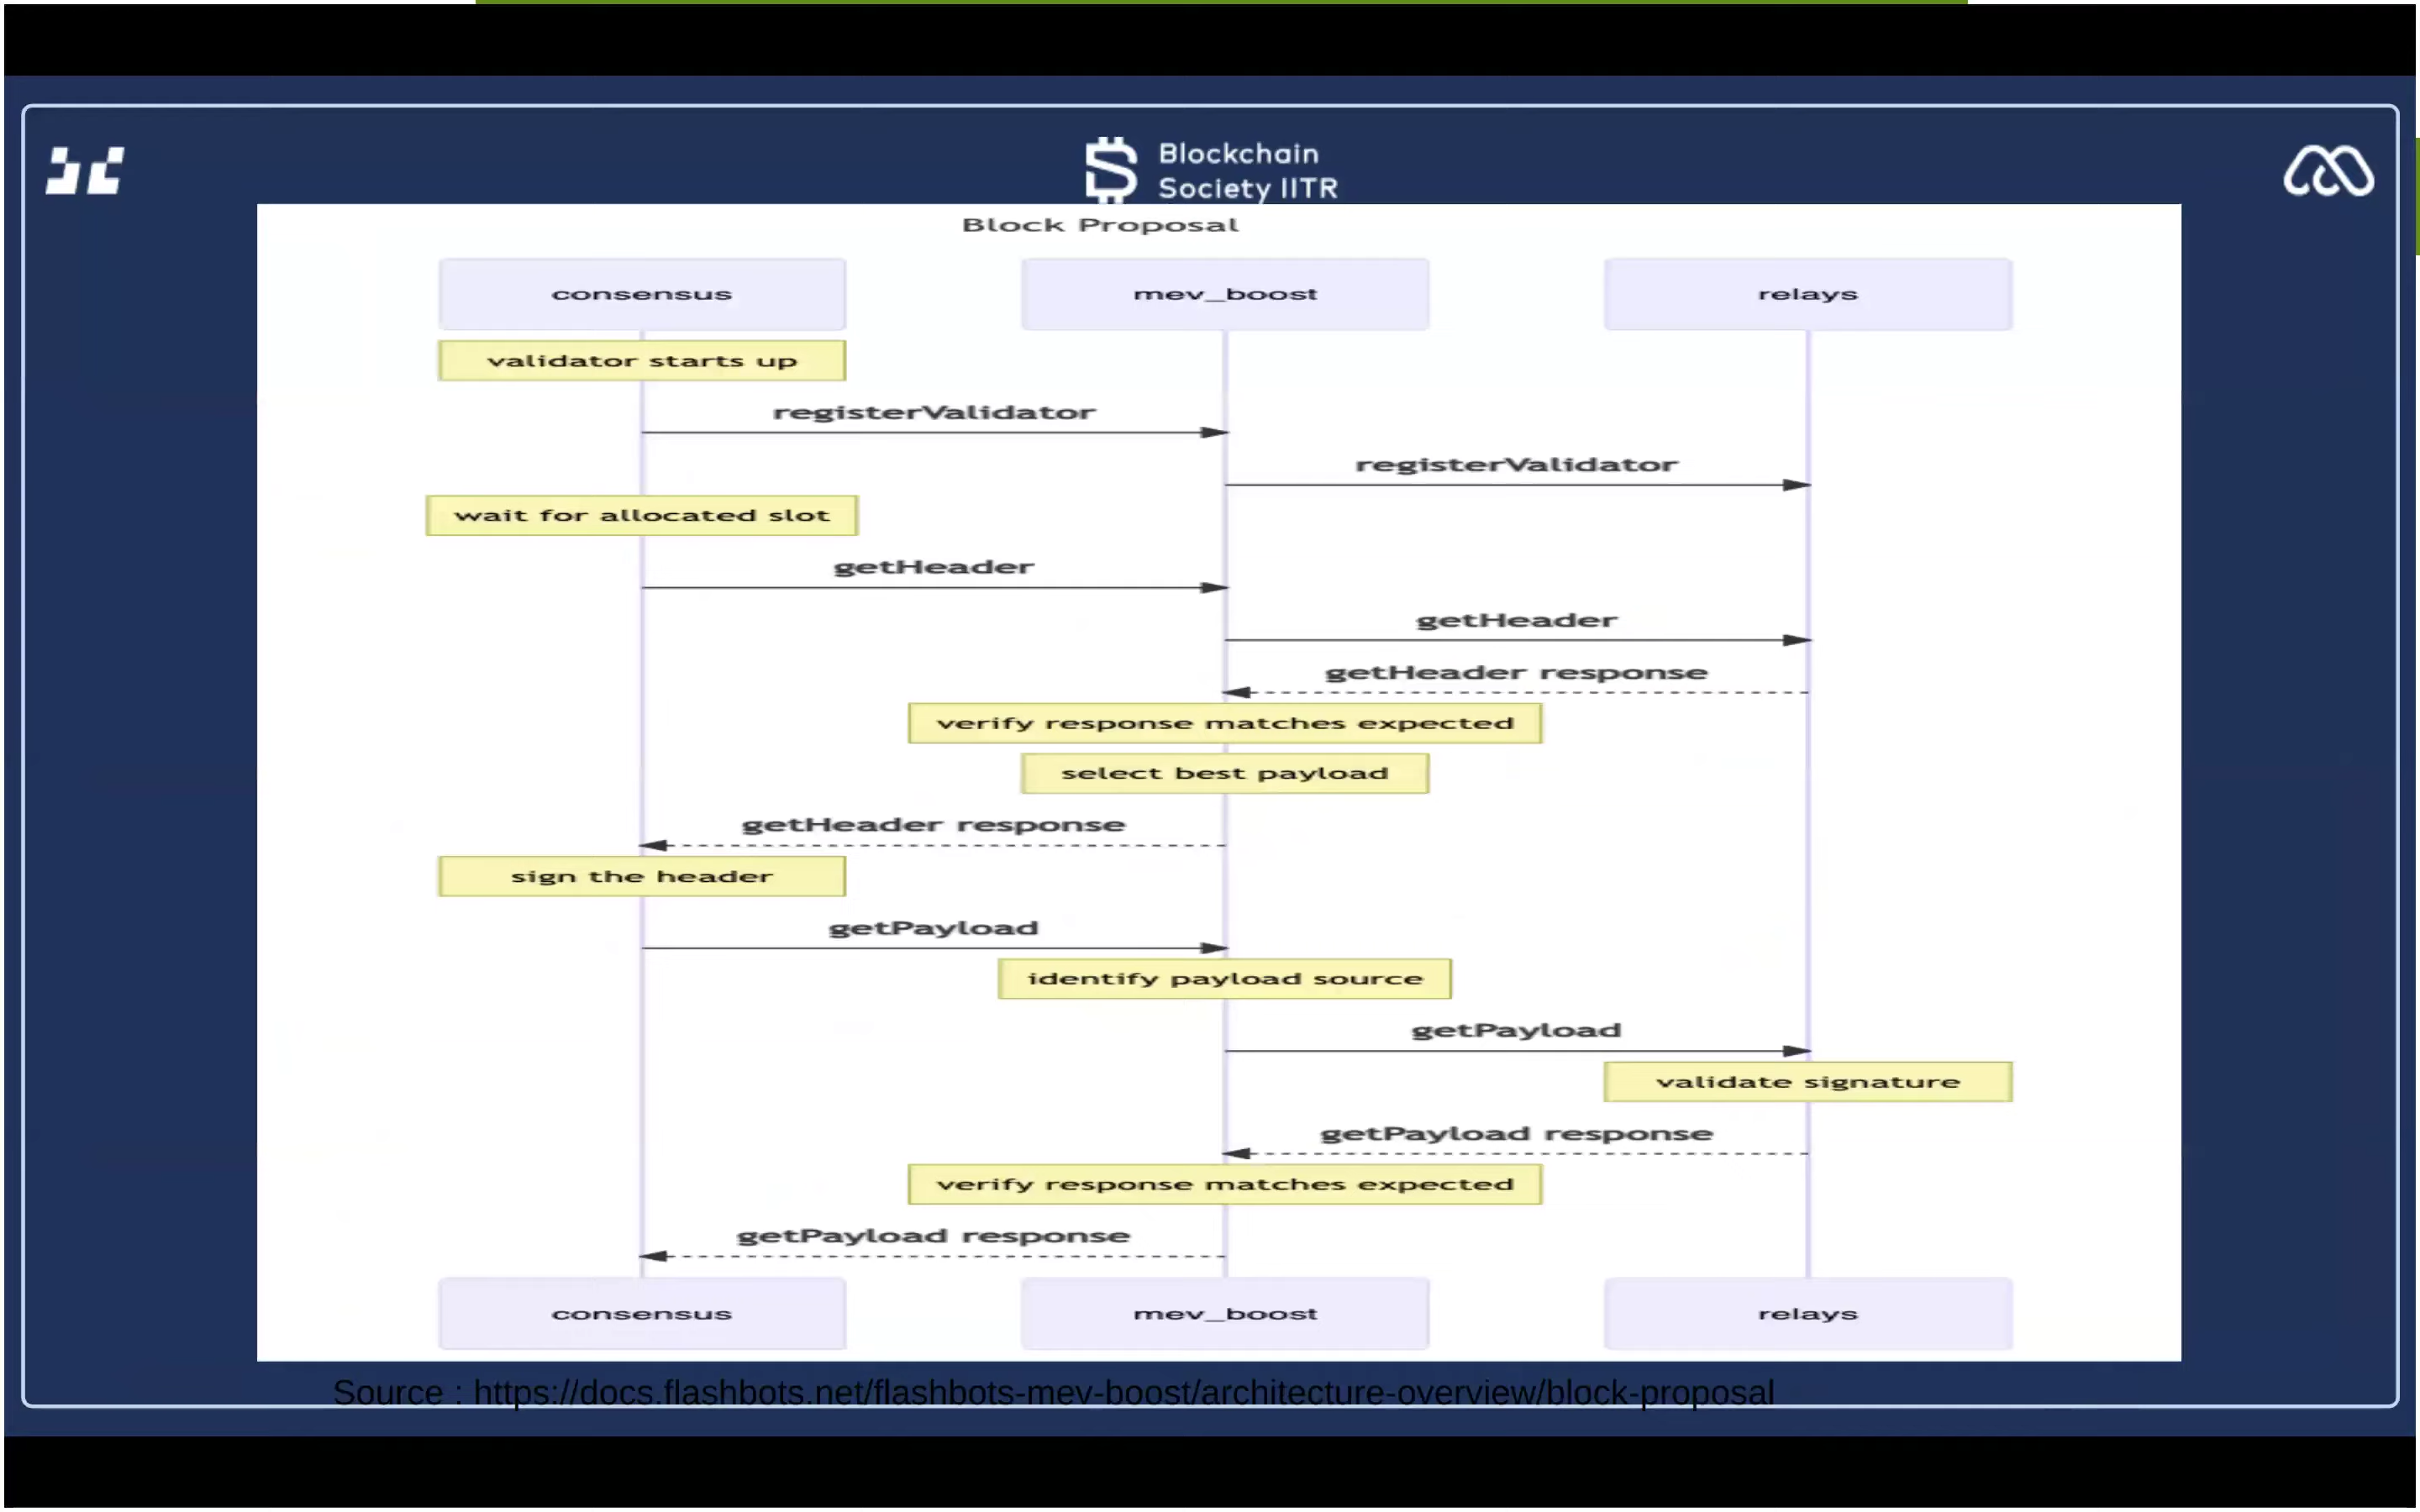 Blockchain
Society IITR
Block Proposal
consensus
mev_boost
relays
validator starts up
registerValidator
registerValidator
wait for allocated slot
getHeader
getHeader
getHeader response
verify response matches expected
select best payload
getHeader response
sign the header
getPayload
identify payload source
getPayload
validate signature
getPayload response
verify response matches expected
getPayload response
consensus
mev_boost
relays
Source : https://docs.flashbots.net/flashbots-mev-boost/architecture-overview/block-proposal